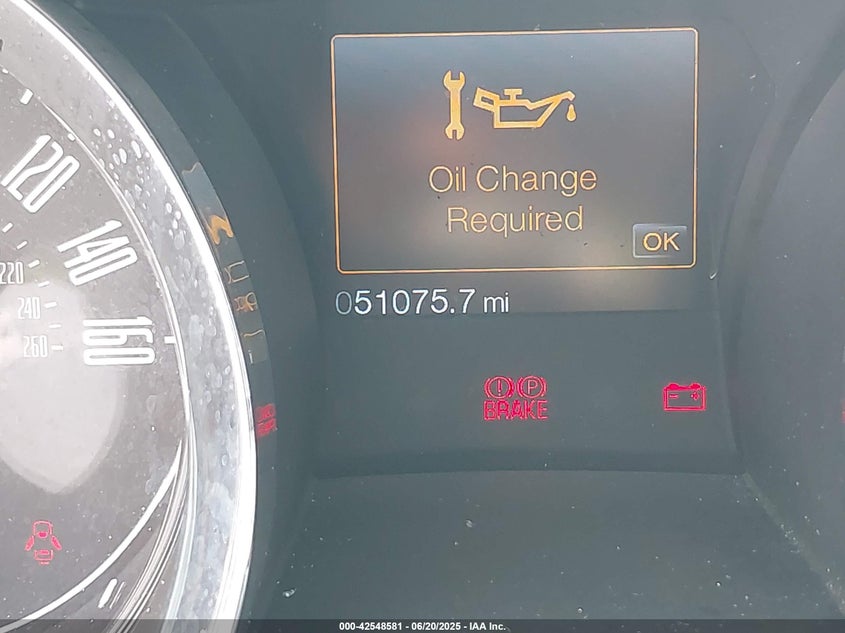 Oil Change
Required
OK
051075.7 mi
120
140
160
220
240
260
P
BRAKE
000-42548581 - 06/20/2025 - IAA Inc.